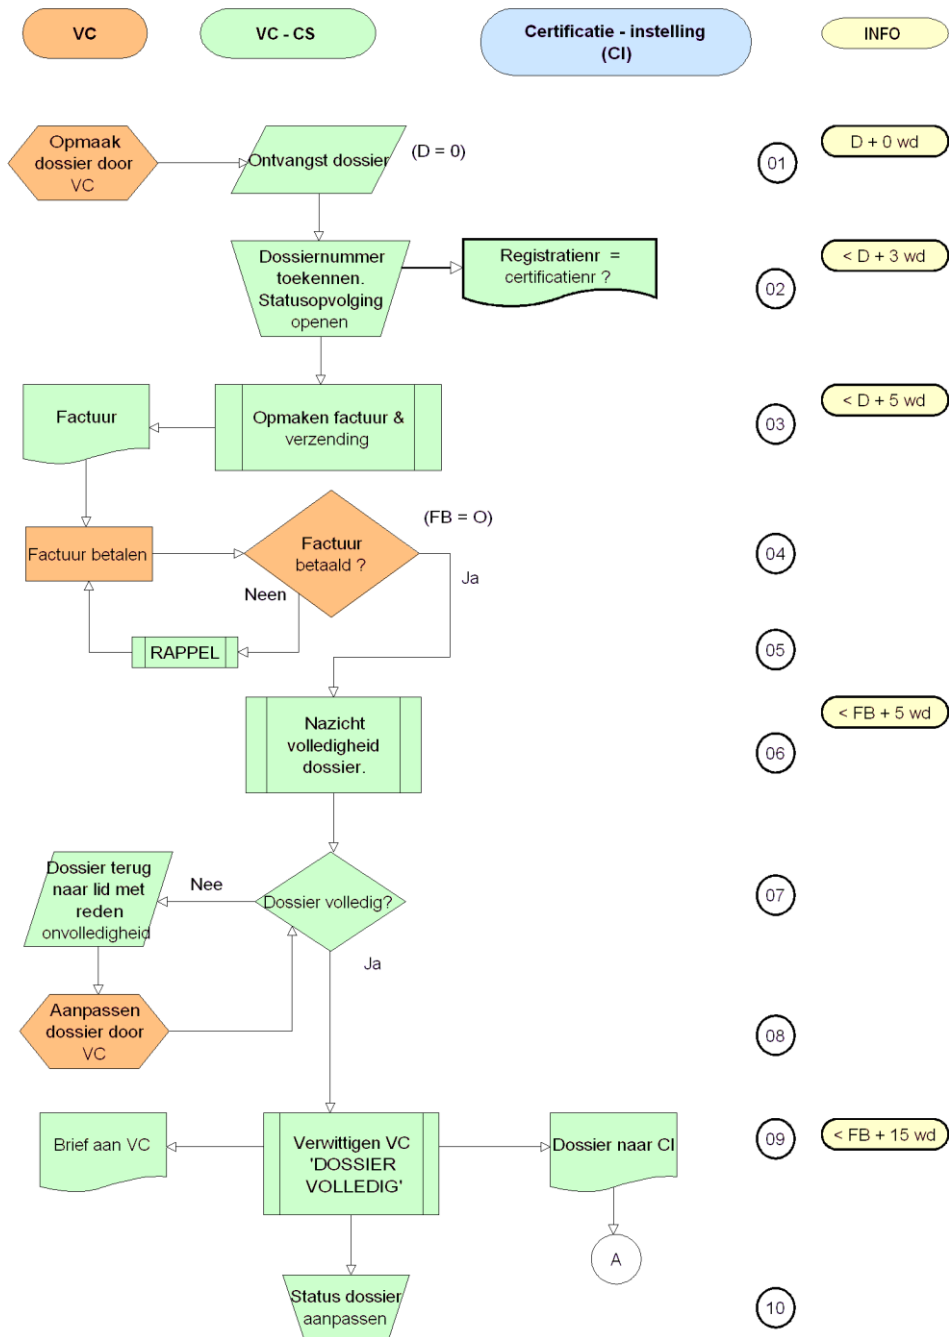 VC
VC - CS
Certificatie - instelling
(CI)
INFO
Opmaak
dossier door
VC
Ontvangst dossier
(D = 0)
01
D + 0 wd
Dossiernummer
toekennen.
Statusopvolging
openen
Registratienr =
certificatienr ?
02
< D + 3 wd
Factuur
Opmaken factuur &
verzending
03
< D + 5 wd
(FB = O)
Factuur betalen
Factuur
betaald ?
04
Ja
Neen
RAPPEL
05
Nazicht
volledigheid
dossier.
06
< FB + 5 wd
Dossier terug
naar lid met
reden
onvolledigheid
Nee
Dossier volledig?
07
Ja
Aanpassen
dossier door
VC
08
Brief aan VC
Verwittigen VC
'DOSSIER
VOLLEDIG'
Dossier naar CI
09
< FB + 15 wd
A
Status dossier
aanpassen
10